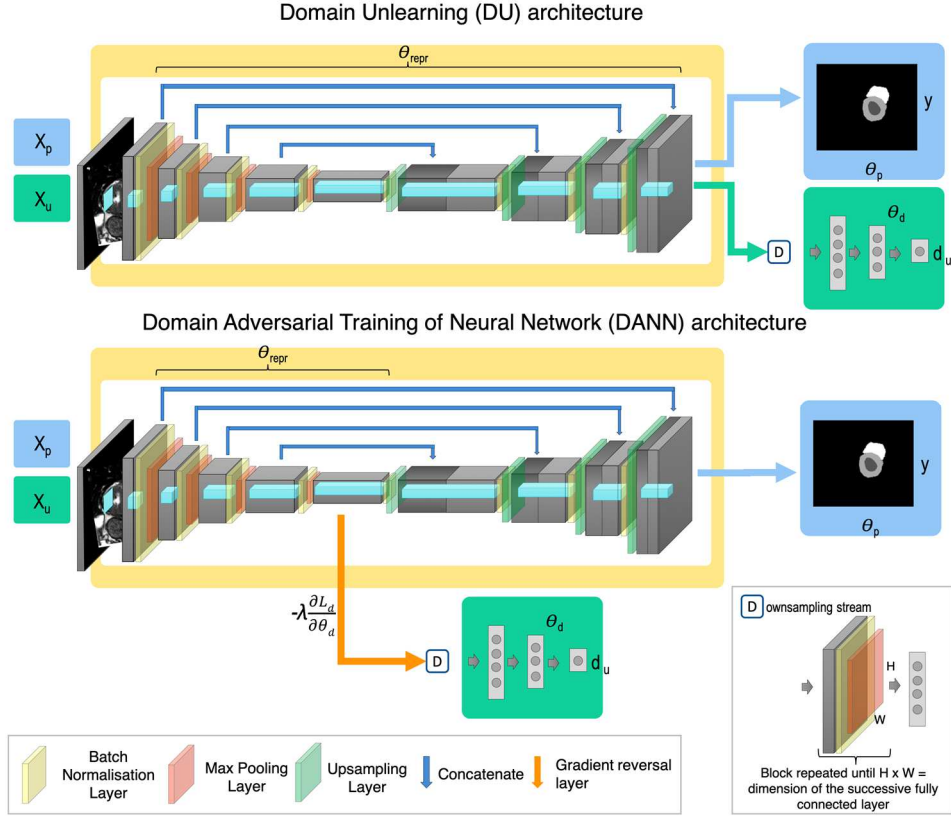 Domain Unlearning (DU) architecture
θrepr
Xp
Xu
y
θp
D
θd
du
Domain Adversarial Training of Neural Network (DANN) architecture
θrepr
Xp
Xu
y
θp
-λ ∂Ld/∂θd
D
θd
du
D ownsampling stream
H
W
Block repeated until H x W =
dimension of the successive fully
connected layer
Batch
Normalisation
Layer
Max Pooling
Layer
Upsampling
Layer
Concatenate
Gradient reversal
layer